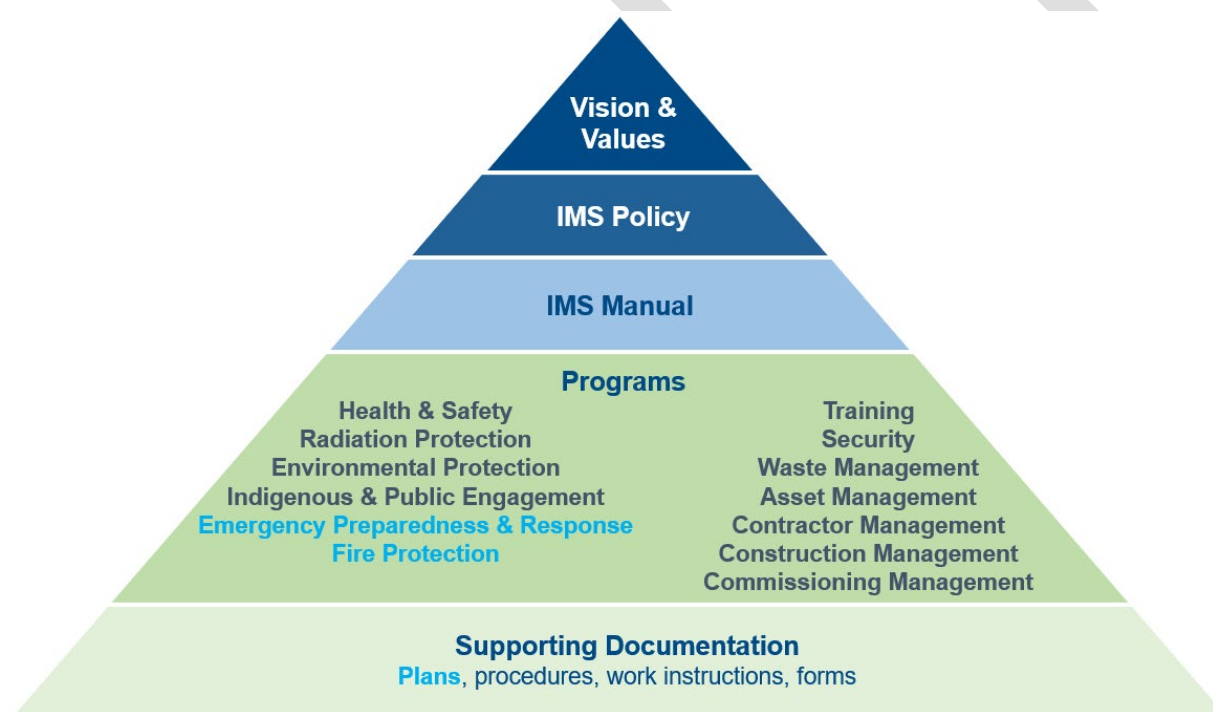 Vision &
Values
IMS Policy
IMS Manual
Programs
Health & Safety
Radiation Protection
Environmental Protection
Indigenous & Public Engagement
Emergency Preparedness & Response
Fire Protection
Training
Security
Waste Management
Asset Management
Contractor Management
Construction Management
Commissioning Management
Supporting Documentation
Plans, procedures, work instructions, forms